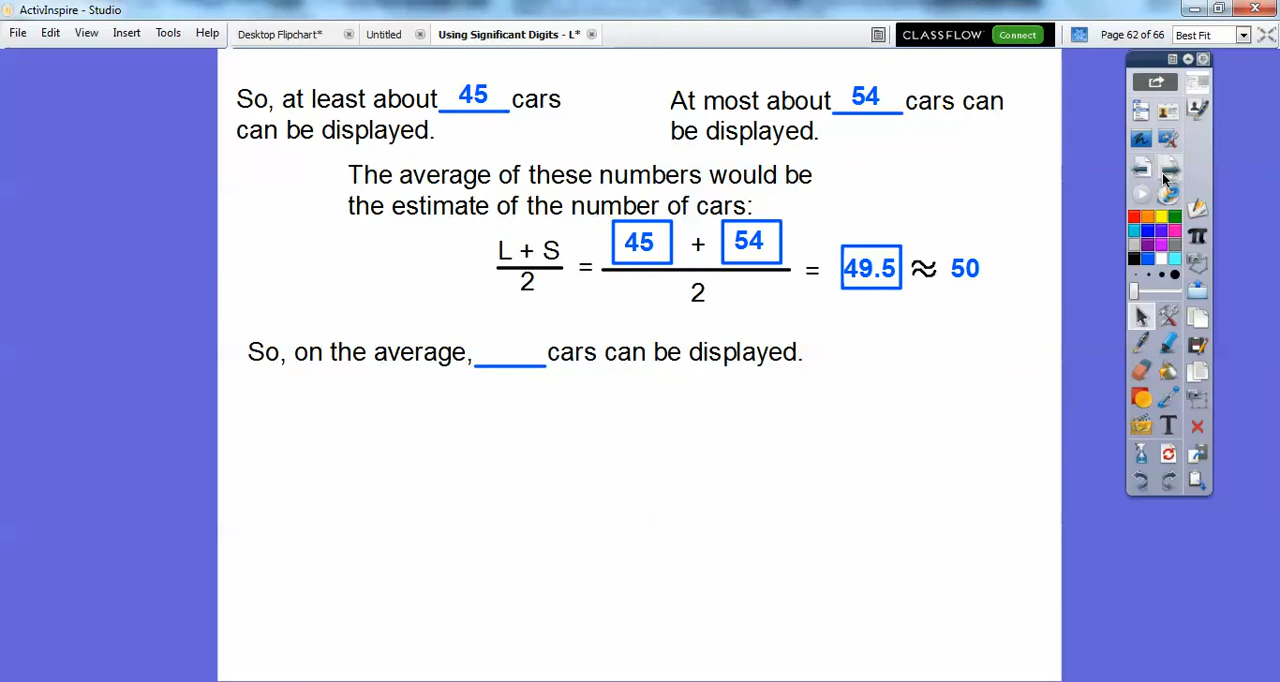 ActivInspire - Studio
File Edit View Insert Tools Help
Desktop Flipchart* Untitled Using Significant Digits - L*
CLASSFLOW Connect
Page 62 of 66 Best Fit
So, at least about 45 cars
can be displayed.
At most about 54 cars can
be displayed.
The average of these numbers would be
the estimate of the number of cars:
L + S
2
=
45 + 54
2
= 49.5 ≈ 50
So, on the average,_____cars can be displayed.